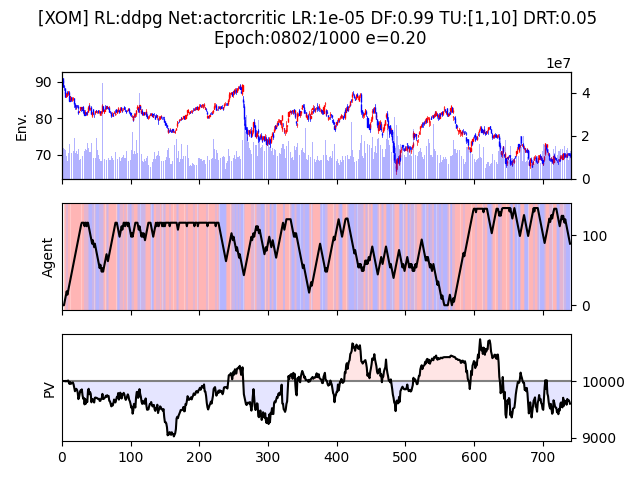 [XOM] RL:ddpg Net:actorcritic LR:1e-05 DF:0.99 TU:[1,10] DRT:0.05
Epoch:0802/1000 e=0.20
1e7
90
80
70
Env.
4
2
0
Agent
100
0
PV
10000
9000
0 100 200 300 400 500 600 700